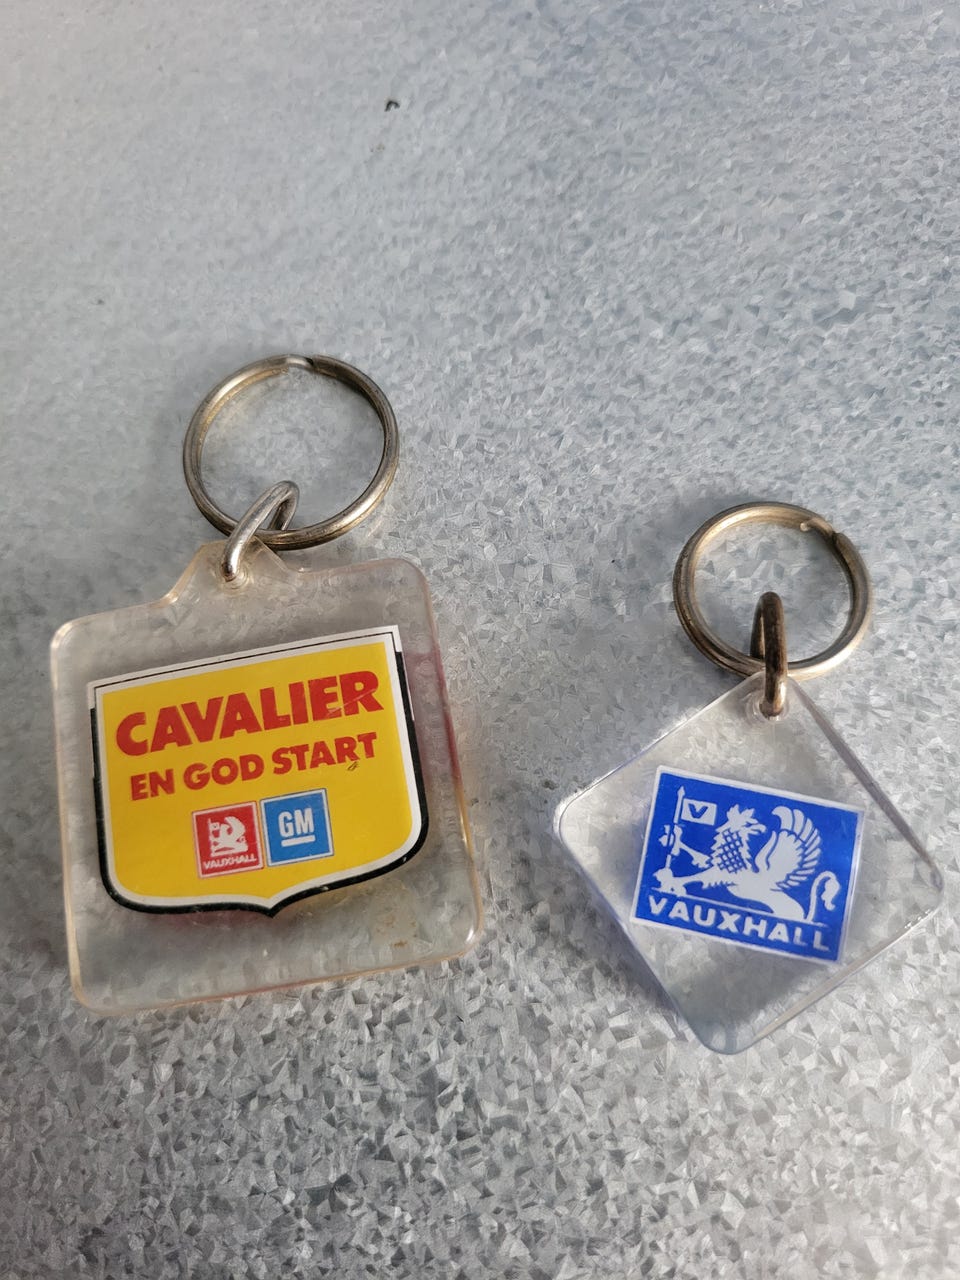 CAVALIER
EN GOD START
VAUXHALL
GM
V
VAUXHALL